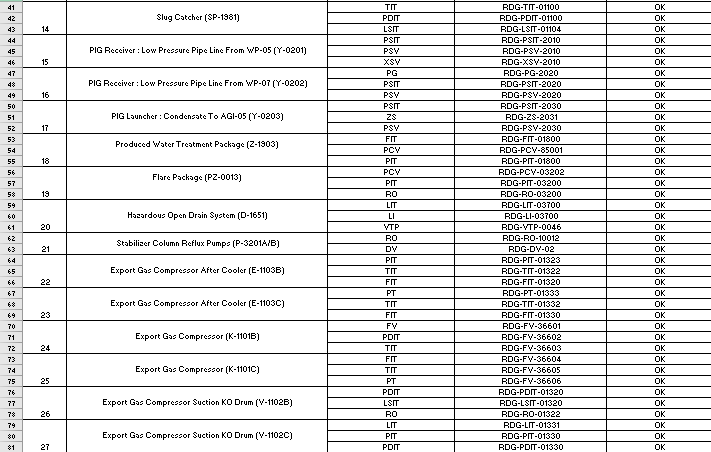 41 TIT RDG-TIT-01100 OK
42 Slug Catcher (SP-1981) PDIT RDG-PDIT-01100 OK
43 14 LSIT RDG-LSIT-01104 OK
44 PSIT RDG-PSIT-2010 OK
45 PIG Receiver : Low Pressure Pipe Line From WP-05 (Y-0201) PSV RDG-PSV-2010 OK
46 15 XSV RDG-XSV-2010 OK
47 PG RDG-PG-2020 OK
48 PIG Receiver : Low Pressure Pipe Line From WP-07 (Y-0202) PSIT RDG-PSIT-2020 OK
49 16 PSV RDG-PSV-2020 OK
50 PSIT RDG-PSIT-2030 OK
51 PIG Launcher : Condensate To AGI-05 (Y-0203) ZS RDG-ZS-2031 OK
52 17 PSV RDG-PSV-2030 OK
53 FIT RDG-FIT-01800 OK
54 Produced Water Treatment Package (Z-1903) PCV RDG-PCV-85001 OK
55 18 PIT RDG-PIT-01800 OK
56 PCV RDG-PCV-03202 OK
57 Flare Package (PZ-0013) PIT RDG-PIT-03200 OK
58 19 RO RDG-RO-03200 OK
59 LIT RDG-LIT-03700 OK
60 Hazardous Open Drain System (D-1651) LI RDG-LI-03700 OK
61 20 VTP RDG-VTP-0046 OK
62 RO RDG-RO-10012 OK
63 21 Stabilizer Column Reflux Pumps (P-3201A/B) DV RDG-DV-02 OK
64 PIT RDG-PIT-01323 OK
65 Export Gas Compressor After Cooler (E-1103B) TIT RDG-TIT-01322 OK
66 22 FIT RDG-FIT-01320 OK
67 PT RDG-PT-01333 OK
68 Export Gas Compressor After Cooler (E-1103C) TIT RDG-TIT-01332 OK
69 23 FIT RDG-FIT-01330 OK
70 FV RDG-FV-36601 OK
71 Export Gas Compressor (K-1101B) PDIT RDG-FV-36602 OK
72 24 TIT RDG-FV-36603 OK
73 FIT RDG-FV-36604 OK
74 Export Gas Compressor (K-1101C) TIT RDG-FV-36605 OK
75 25 PT RDG-FV-36606 OK
76 PDIT RDG-PDIT-01320 OK
77 Export Gas Compressor Suction KO Drum (V-1102B) LSIT RDG-LSIT-01320 OK
78 26 RO RDG-RO-01322 OK
79 LIT RDG-LIT-01331 OK
80 Export Gas Compressor Suction KO Drum (V-1102C) PIT RDG-PIT-01330 OK
81 27 PDIT RDG-PDIT-01330 OK